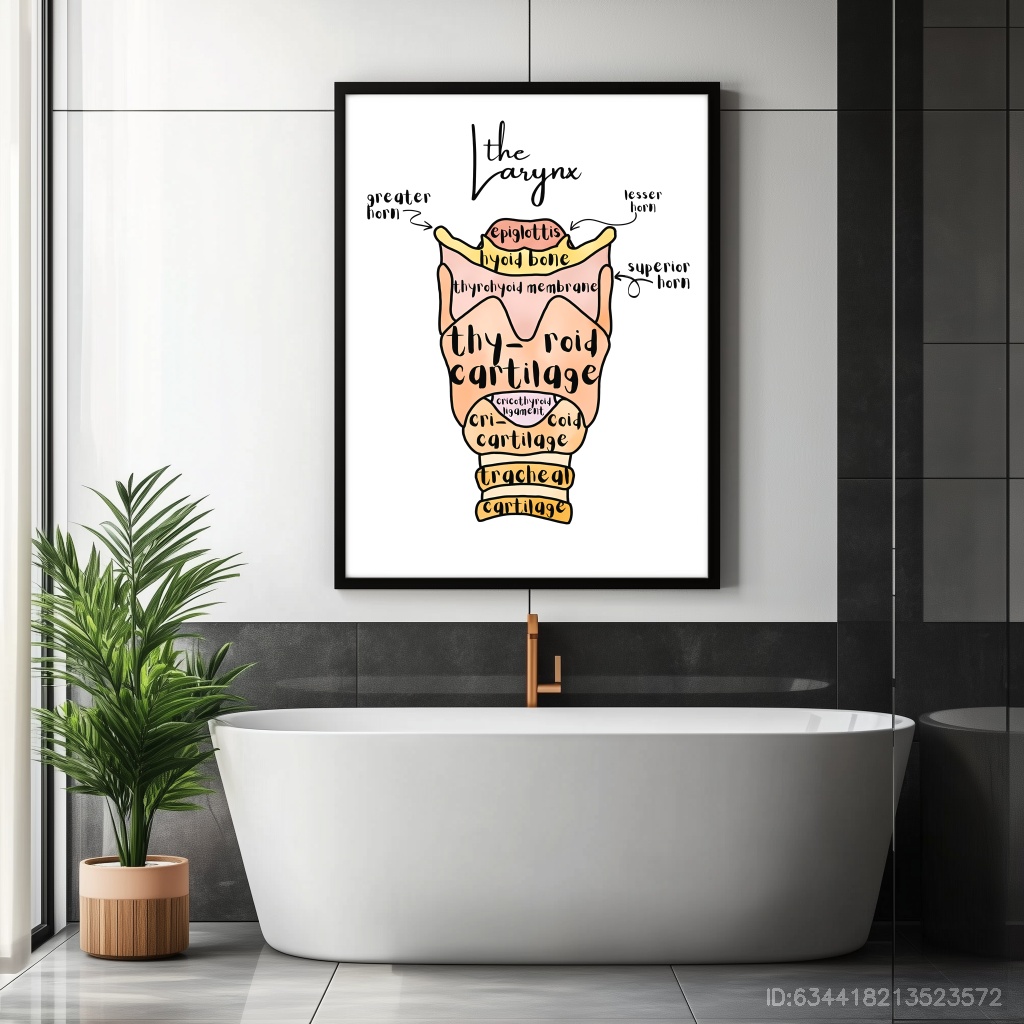 the
Larynx
greater
horn
lesser
horn
epiglottis
hyoid bone
superior
horn
thyrohyoid membrane
thy- roid
cartilage
cricothyroid
ligament
cri- coid
cartilage
tracheal
cartilage
ID:634418213523572